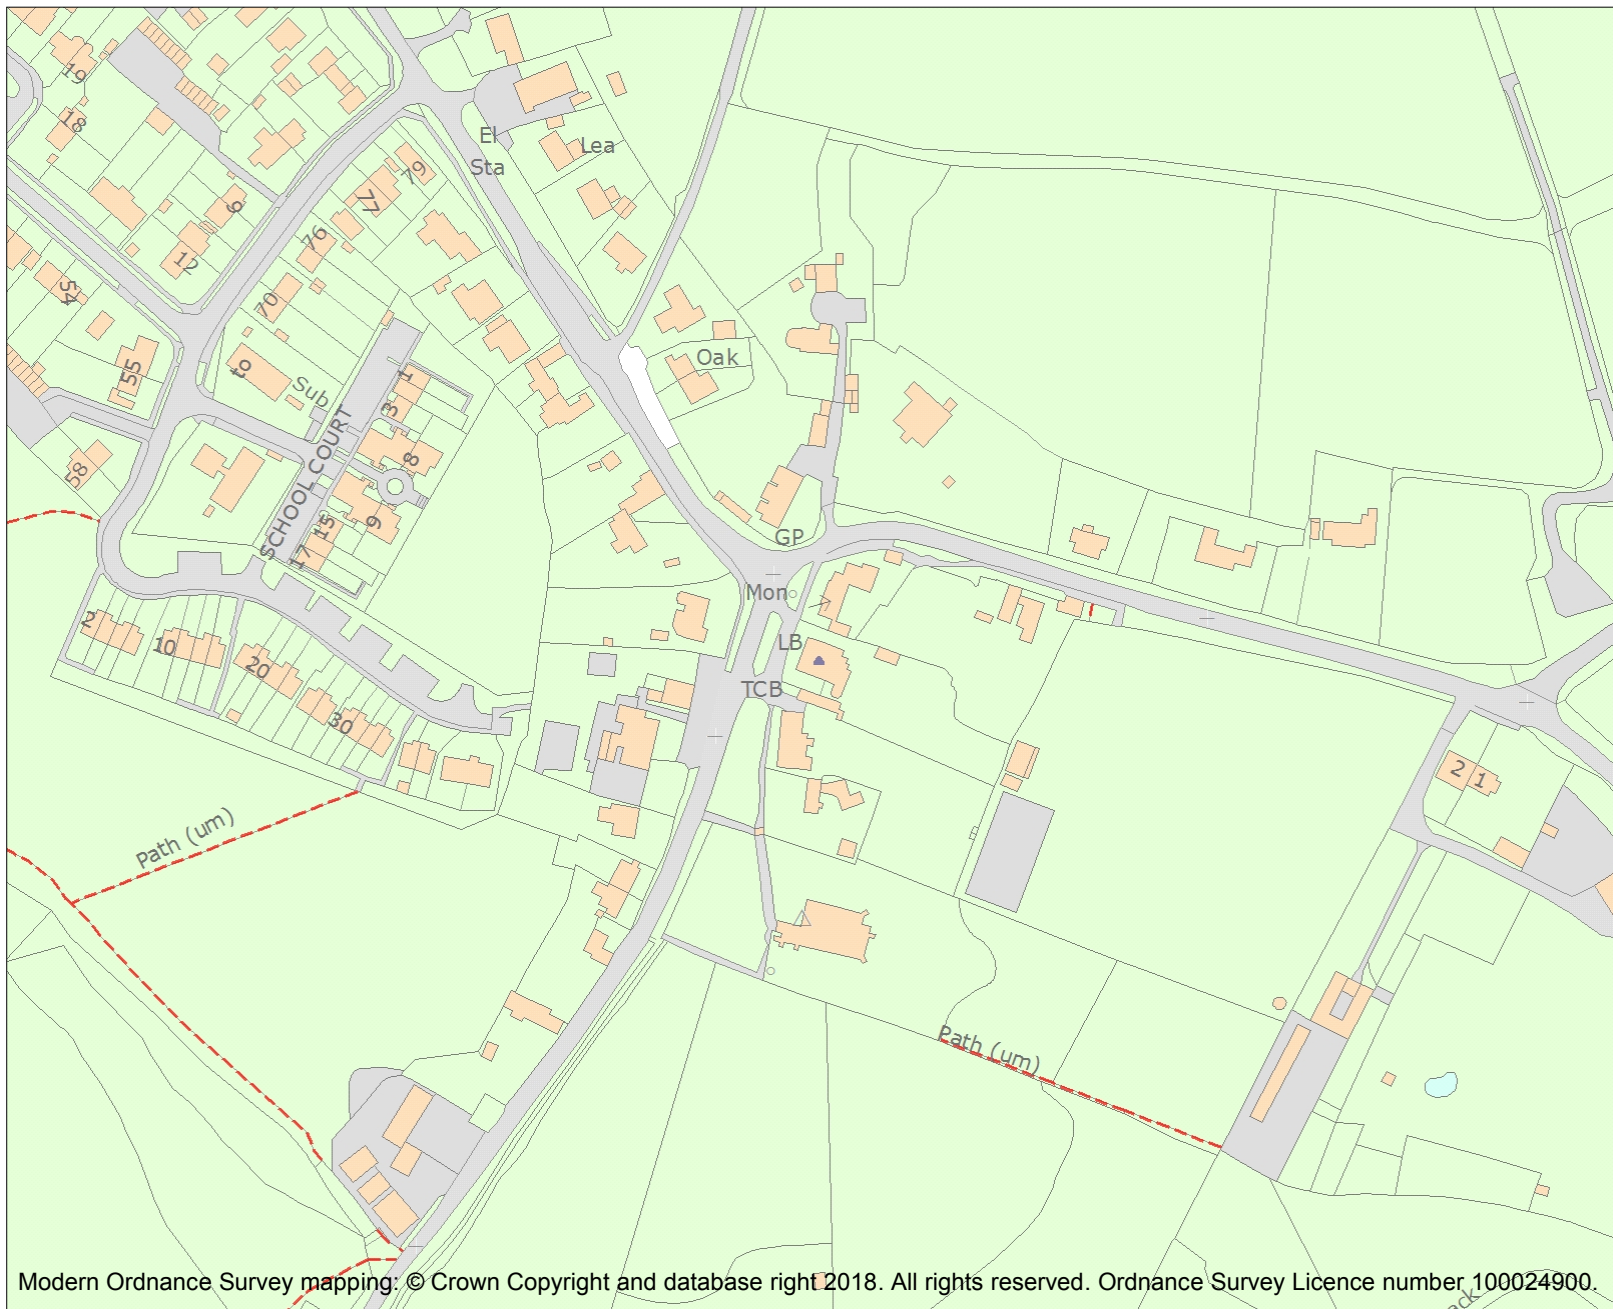 19
18
El
Sta
Lea
79
77
9
76
12
54
70
Oak
55
to
Sub
1
3
SCHOOL COURT
8
58
9
15
17
GP
Mon
LB
TCB
2
10
20
30
2
1
Path (um)
Path (um)
Modern Ordnance Survey mapping: © Crown Copyright and database right 2018. All rights reserved. Ordnance Survey Licence number 100024900.